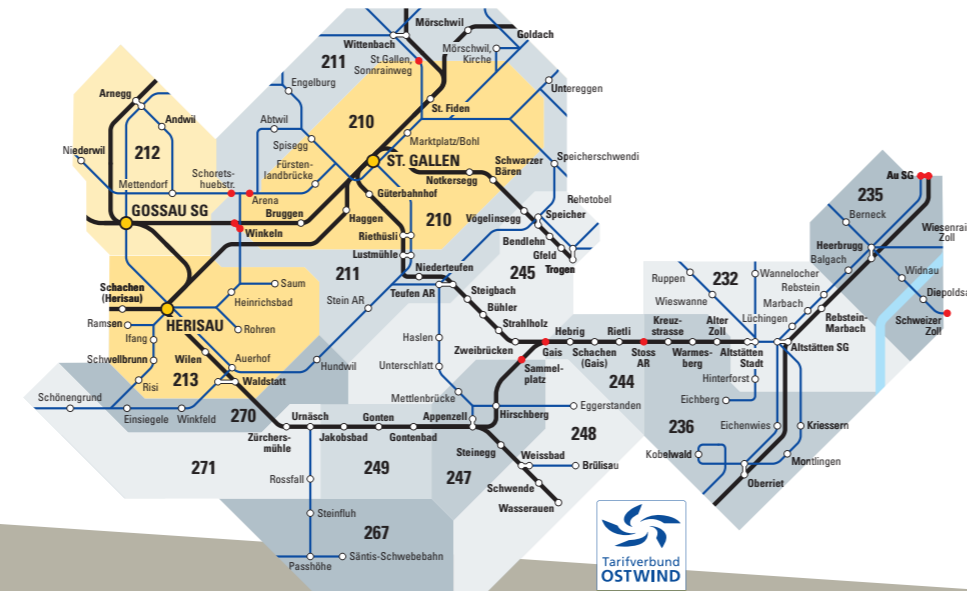 Mörschwil
Wittenbach
Goldach
Mörschwil,
Kirche
211
St.Gallen,
Sonnrainweg
Engelburg
Untereggen
Arnegg
Andwil
St. Fiden
Abtwil
210
Niederwil
212
Spisegg
Marktplatz/Bohl
Fürsten-
landbrücke
ST. GALLEN
Schwarzer
Bären
Speicherschwendi
Mettendorf
Schorets-
huebstr.
Notkersegg
Au SG
235
Arena
Güterbahnhof
Rehetobel
GOSSAU SG
Bruggen
Haggen
210
Vögelinsegg
Speicher
Berneck
Winkeln
Riethüsli
Bendlehn
Wiesenrain
Zoll
Lustmühle
Gfeld
Heerbrugg
Niederteufen
245
Trogen
Balgach
211
Teufen AR
232
Wannelocher
Widnau
Schachen
(Herisau)
Saum
Steigbach
Ruppen
Rebstein
Heinrichsbad
Stein AR
Wieswanne
Marbach
Diepoldsau
Bühler
Lüchingen
Rebstein-
Marbach
Schweizer
Zoll
Ramsen
HERISAU
Rohren
Strahlholz
Hebrig
Rietli
Kreuz-
strasse
Alter
Zoll
Ifang
Haslen
Wilen
Auerhof
Zweibrücken
Gais
Schachen
(Gais)
Stoss
AR
Warmes-
berg
Altstätten
Stadt
Altstätten SG
Schwellbrunn
Hundwil
Unterschlatt
Sammel-
platz
213
Waldstatt
244
Hinterforst
Risi
Mettlenbrücke
Eichberg
Schönengrund
Einsiegele
Winkfeld
270
Urnäsch
Gonten
Appenzell
Hirschberg
Eggerstanden
236
Eichenwies
Kriessern
Zürchers-
mühle
Jakobsbad
Gontenbad
248
Steinegg
Kobelwald
Weissbad
Montlingen
271
249
247
Brülisau
Rossfall
Schwende
Oberriet
Wasserauen
Steinfluh
267
Säntis-Schwebebahn
Passhöhe
Tarifverbund
OSTWIND